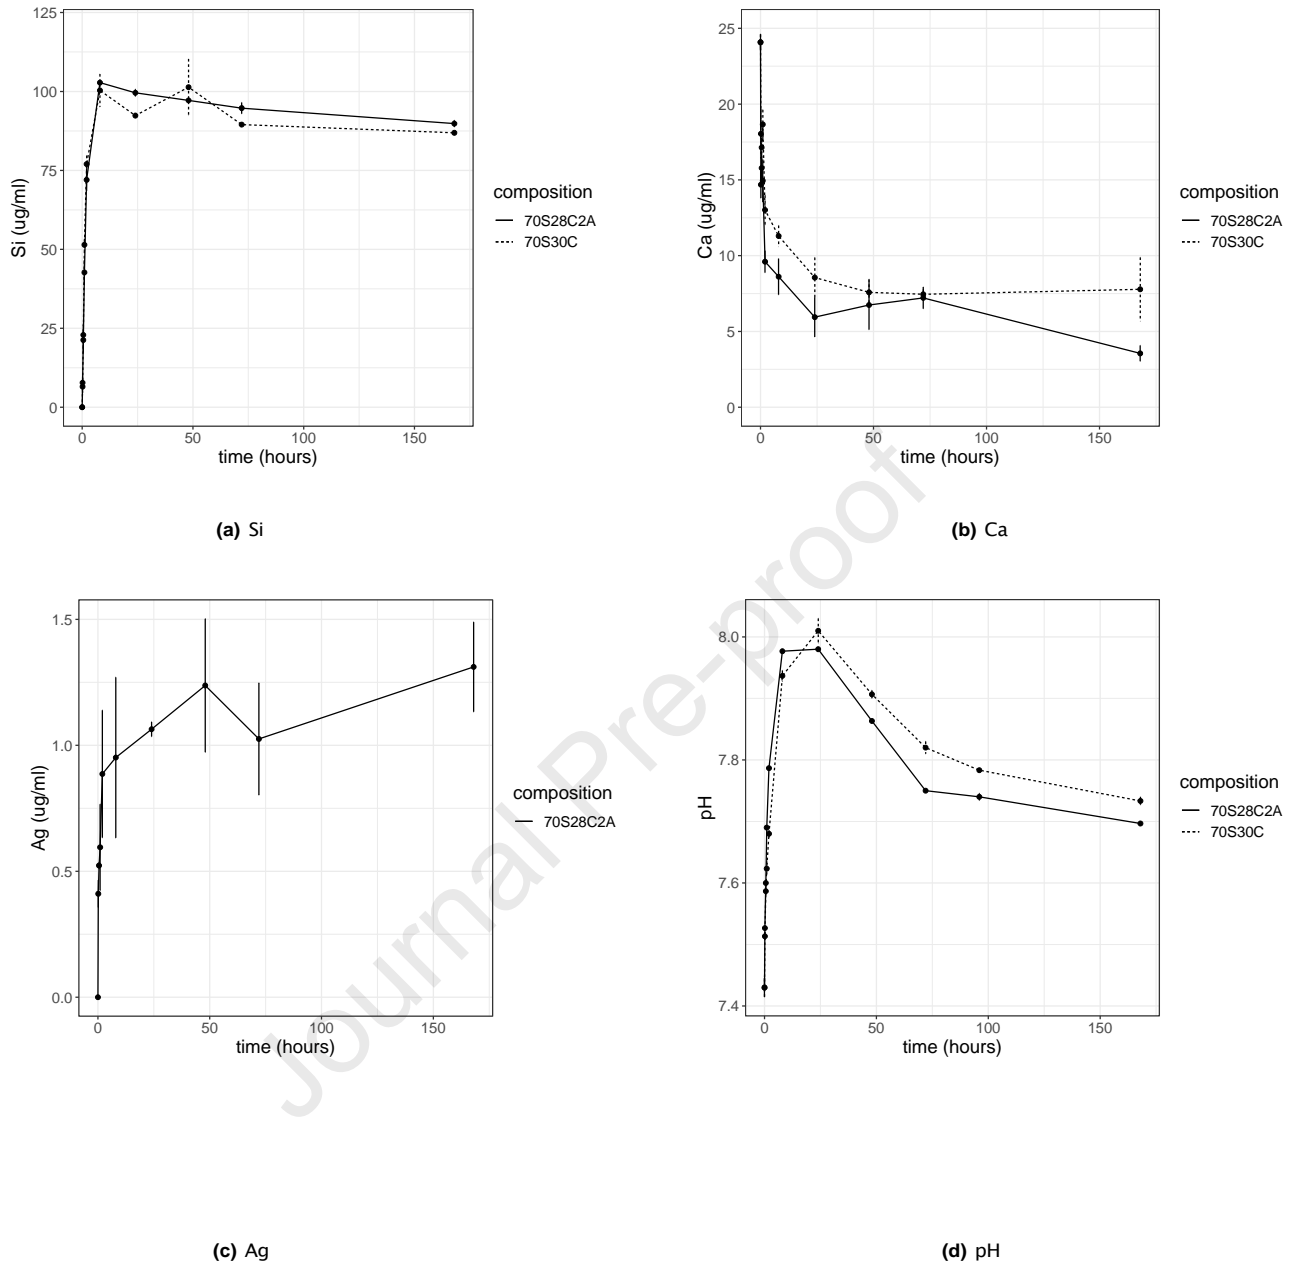 125
100
75
50
25
0
Si (ug/ml)
0 50 100 150
time (hours)
composition
70S28C2A
70S30C
(a) Si
25
20
15
10
5
0
Ca (ug/ml)
0 50 100 150
time (hours)
composition
70S28C2A
70S30C
(b) Ca
1.5
1.0
0.5
0.0
Ag (ug/ml)
0 50 100 150
time (hours)
composition
70S28C2A
(c) Ag
8.0
7.8
7.6
7.4
pH
0 50 100 150
time (hours)
composition
70S28C2A
70S30C
(d) pH
Journal Pre-proof